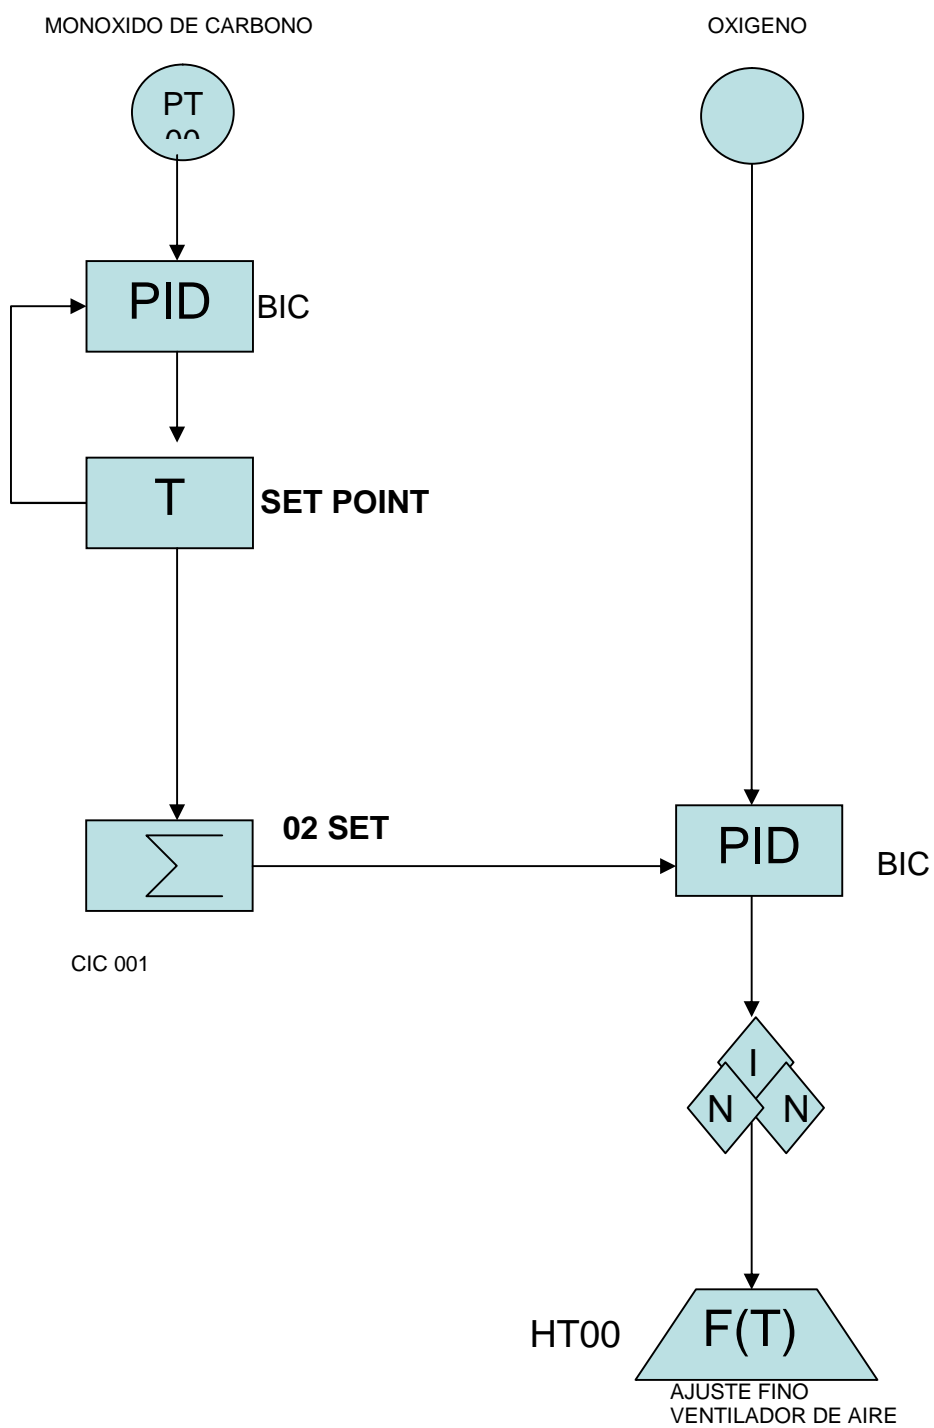 MONOXIDO DE CARBONO
OXIGENO
PT
PID
BIC
T
SET POINT
02 SET
PID
BIC
CIC 001
I
N N
HT00
F(T)
AJUSTE FINO
VENTILADOR DE AIRE